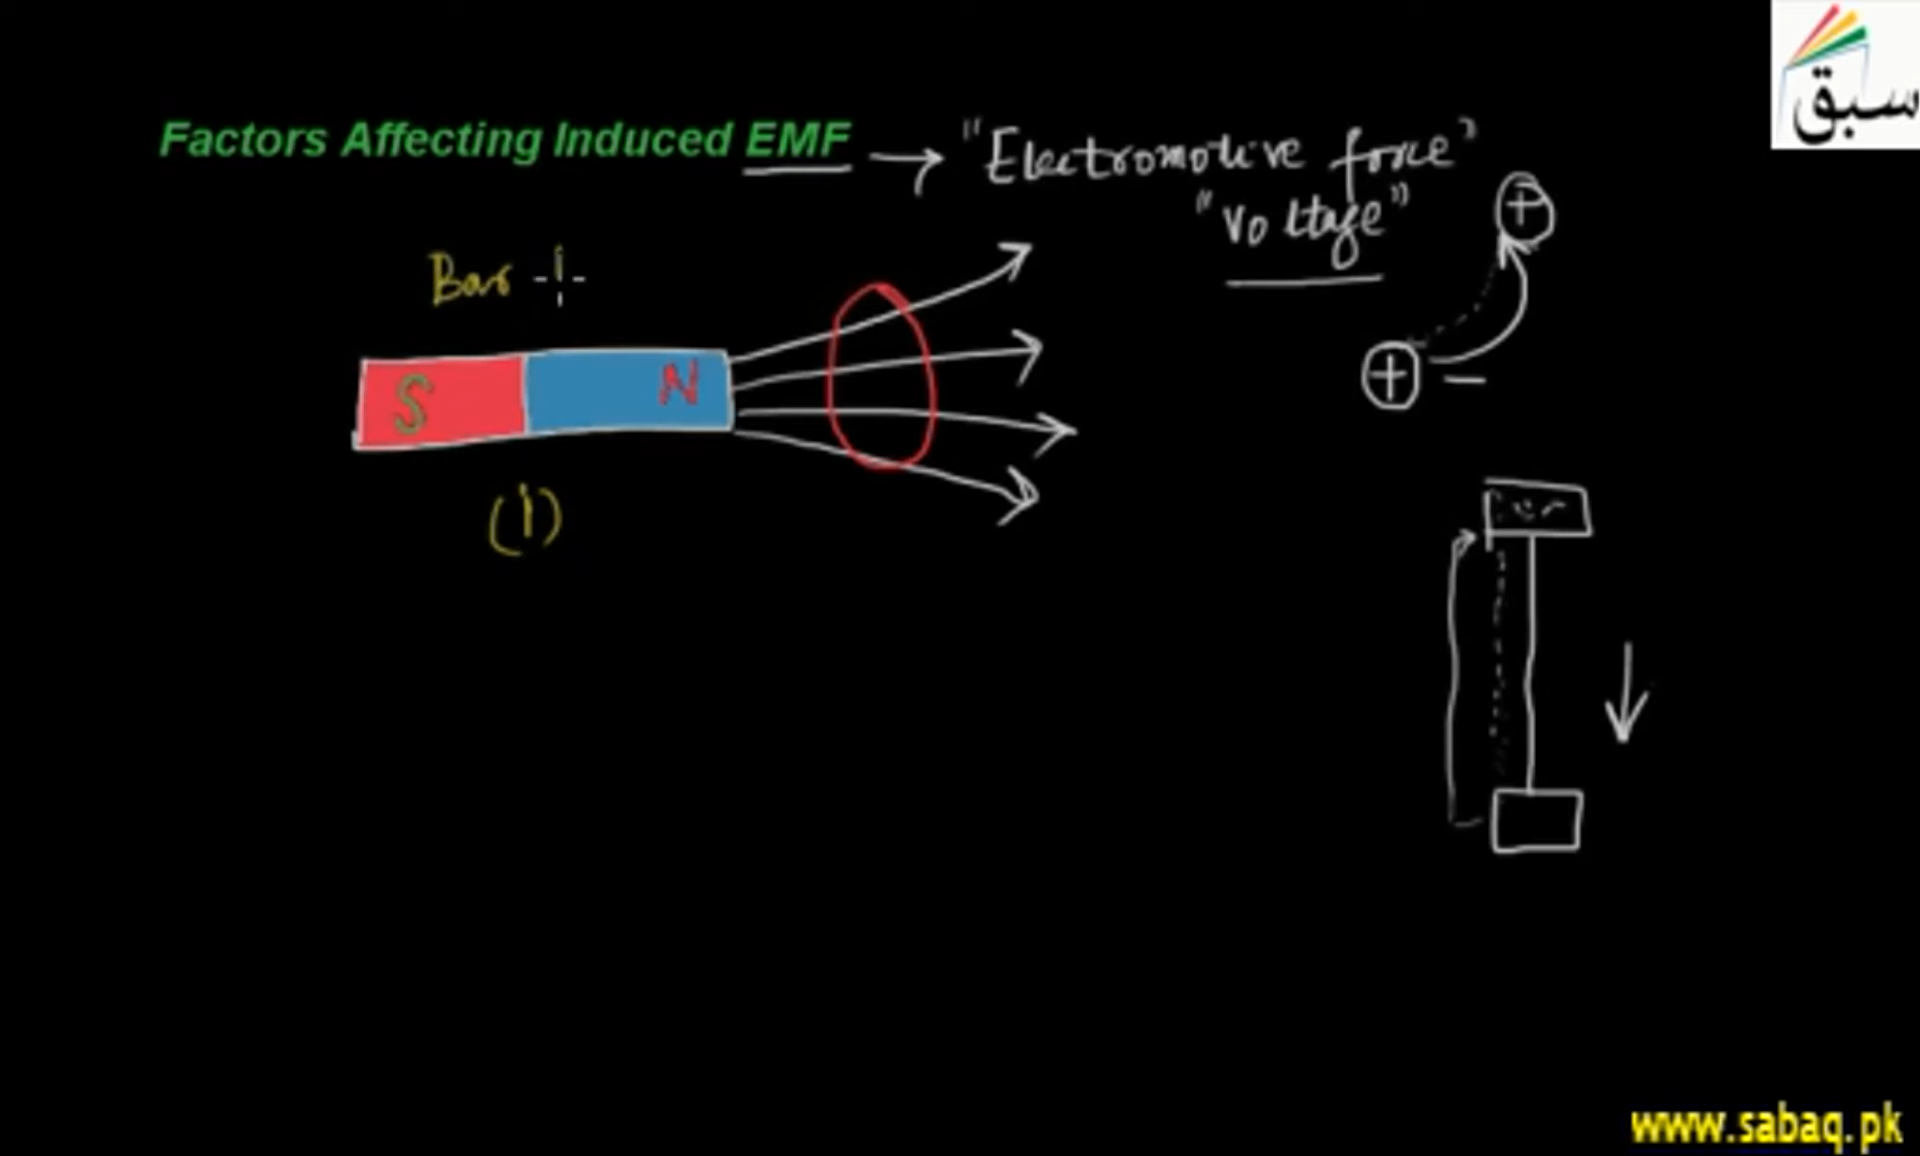 سبق
Factors Affecting Induced EMF → "Electromotive force"
"Voltage"
Bar
S N
(1)
+
+ -
www.sabaq.pk